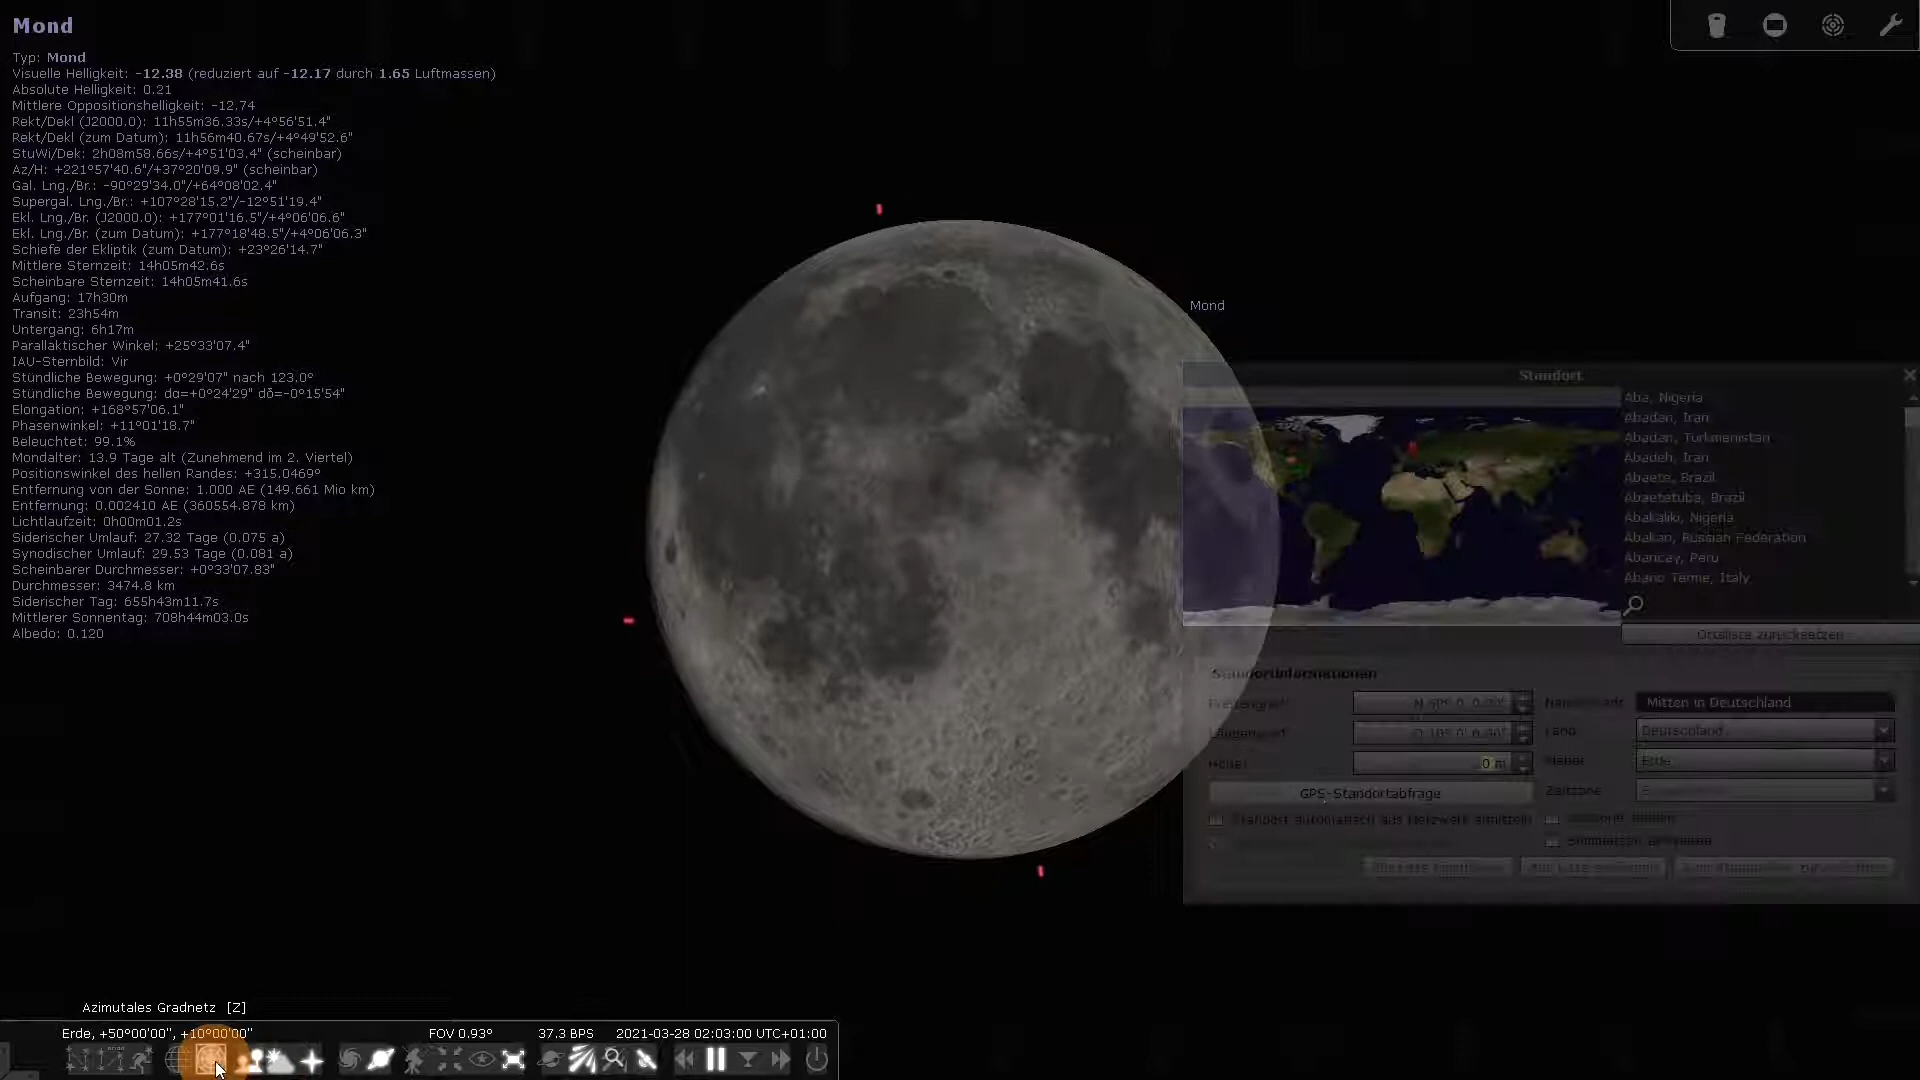 Mond
Typ: Mond
Visuelle Helligkeit: -12.38 (reduziert auf -12.17 durch 1.65 Luftmassen)
Absolute Helligkeit: 0.21
Mittlere Oppositionshelligkeit: -12.74
Rekt/Dekl (J2000.0): 11h55m36.33s/+4°56'51.4"
Rekt/Dekl (zum Datum): 11h56m40.67s/+4°49'52.6"
StuWi/Dek: 2h08m58.66s/+4°51'03.4" (scheinbar)
Az/H: +221°57'40.6"/+37°20'09.9" (scheinbar)
Gal. Lng./Br.: -90°29'34.0"/+64°08'02.4"
Supergal. Lng./Br.: +107°28'15.2"/-12°51'19.4"
Ekl. Lng./Br. (J2000.0): +177°01'16.5"/+4°06'06.6"
Ekl. Lng./Br. (zum Datum): +177°18'48.5"/+4°06'06.3"
Schiefe der Ekliptik (zum Datum): +23°26'14.7"
Mittlere Sternzeit: 14h05m42.6s
Scheinbare Sternzeit: 14h05m41.6s
Aufgang: 17h30m
Transit: 23h54m
Untergang: 6h17m
Parallaktischer Winkel: +25°33'07.4"
IAU-Sternbild: Vir
Stündliche Bewegung: +0°29'07" nach 123.0°
Stündliche Bewegung: dα=+0°24'29" dδ=-0°15'54"
Elongation: +168°57'06.1"
Phasenwinkel: +11°01'18.7"
Beleuchtet: 99.1%
Mondalter: 13.9 Tage alt (Zunehmend im 2. Viertel)
Positionswinkel des hellen Randes: +315.0469°
Entfernung von der Sonne: 1.000 AE (149.661 Mio km)
Entfernung: 0.002410 AE (360554.878 km)
Lichtlaufzeit: 0h00m01.2s
Siderischer Umlauf: 27.32 Tage (0.075 a)
Synodischer Umlauf: 29.53 Tage (0.081 a)
Scheinbarer Durchmesser: +0°33'07.83"
Durchmesser: 3474.8 km
Siderischer Tag: 655h43m11.7s
Mittlerer Sonnentag: 708h44m03.0s
Albedo: 0.120
Mond
Standort
Aba, Nigeria
Abadan, Iran
Abadan, Turkmenistan
Abadeh, Iran
Abaete, Brazil
Abaetetuba, Brazil
Abakaliki, Nigeria
Abakan, Russian Federation
Abancay, Peru
Abano Terme, Italy
Ortsliste zurücksetzen
Standortinformationen
Mitten in Deutschland
Land
Deutschland
0 m
Erde
GPS-Standortabfrage
Zeitzone
Standort automatisch aus Netzwerk ermitteln
Azimutales Gradnetz [Z]
Erde, +50°00'00", +10°00'00" FOV 0.93° 37.3 BPS 2021-03-28 02:03:00 UTC+01:00